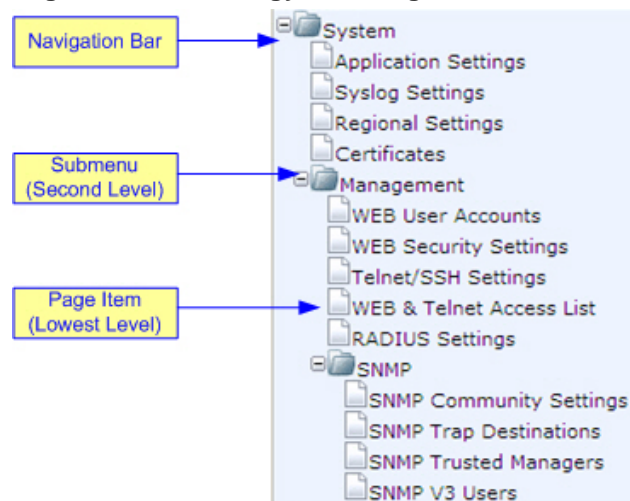 Navigation Bar
System
Application Settings
Syslog Settings
Regional Settings
Certificates
Submenu
(Second Level)
Management
WEB User Accounts
WEB Security Settings
Telnet/SSH Settings
Page Item
(Lowest Level)
WEB & Telnet Access List
RADIUS Settings
SNMP
SNMP Community Settings
SNMP Trap Destinations
SNMP Trusted Managers
SNMP V3 Users